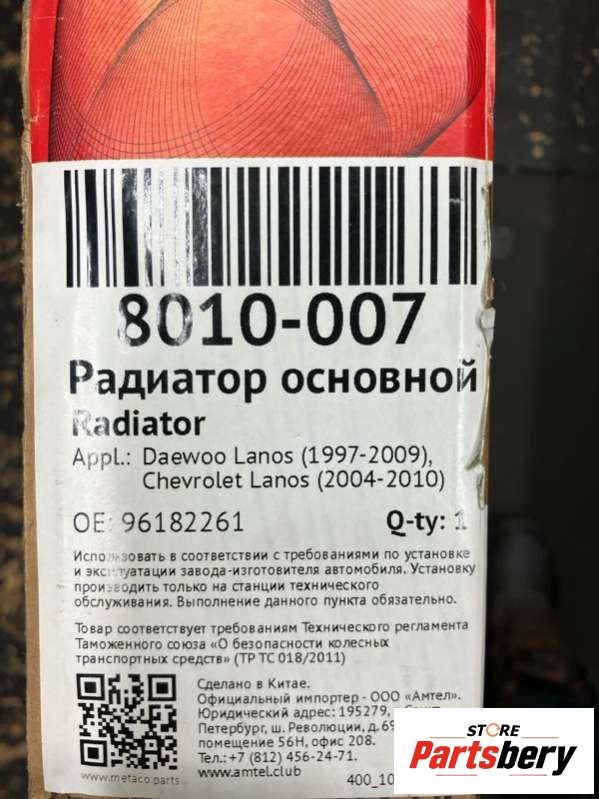 8010-007
Радиатор основной
Radiator
Appl.: Daewoo Lanos (1997-2009),
Chevrolet Lanos (2004-2010)
OE: 96182261 Q-ty: 1
Использовать в соответствии с требованиями по установке
и эксплуатации завода-изготовителя автомобиля. Установку
производить только на станции технического
обслуживания. Выполнение данного пункта обязательно.
Товар соответствует требованиям Технического регламента
Таможенного союза «О безопасности колесных
транспортных средств» (ТР ТС 018/2011)
Сделано в Китае.
Официальный импортер - ООО «Амтел».
Юридический адрес: 195279,
Петербург, ш. Революции, д.
помещение 56Н, офис 208.
Тел.: +7 (812) 456-24-71.
www.amtel.club
www.metaco.parts
400_10
STORE
Partsbery